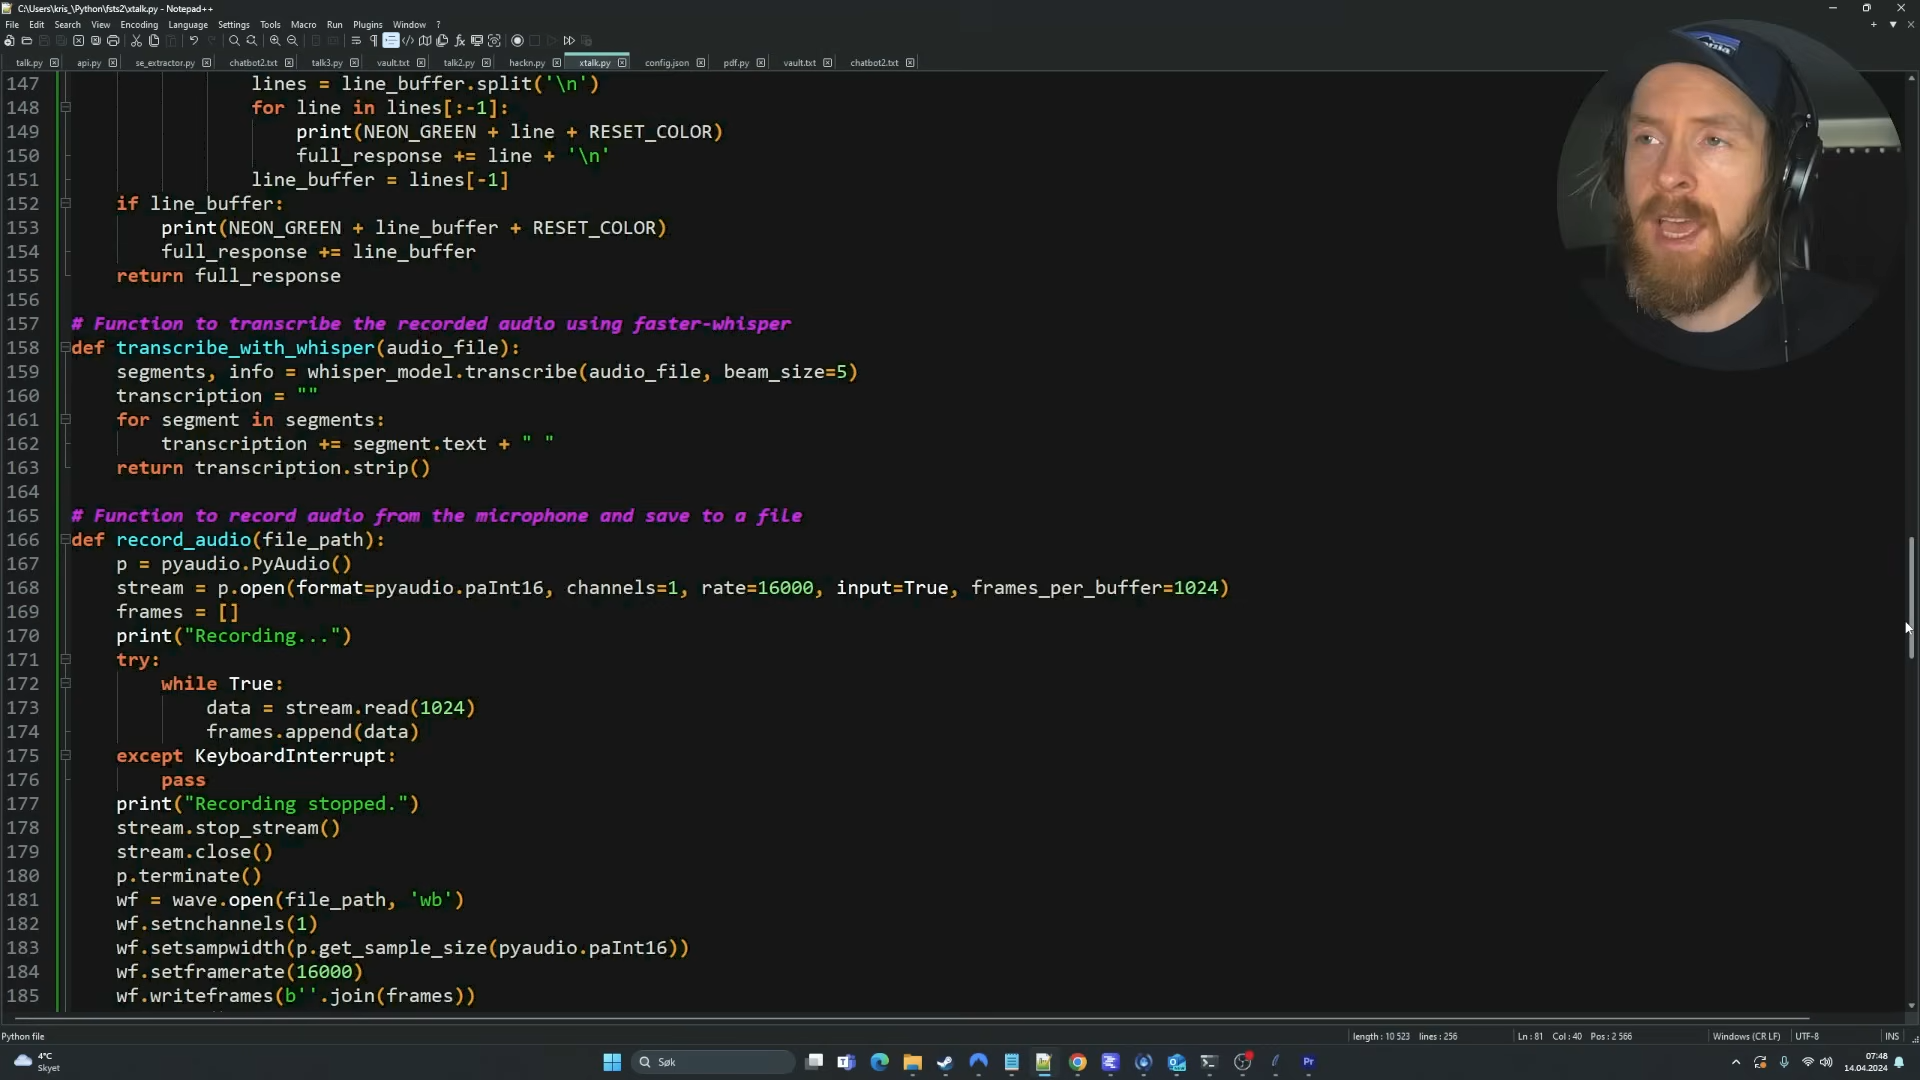 C:\Users\kris_\Python\fsts2\xtalk.py - Notepad++
File Edit Search View Encoding Language Settings Tools Macro Run Plugins Window ?
talk.py api.py se_extractor.py chatbot2.txt talk3.py vault.txt talk2.py hackn.py xtalk.py config.json pdf.py vault.txt chatbot2.txt
147 lines = line_buffer.split('\n')
148 for line in lines[:-1]:
149 print(NEON_GREEN + line + RESET_COLOR)
150 full_response += line + '\n'
151 line_buffer = lines[-1]
152 if line_buffer:
153 print(NEON_GREEN + line_buffer + RESET_COLOR)
154 full_response += line_buffer
155 return full_response
156
157 # Function to transcribe the recorded audio using faster-whisper
158 def transcribe_with_whisper(audio_file):
159 segments, info = whisper_model.transcribe(audio_file, beam_size=5)
160 transcription = ""
161 for segment in segments:
162 transcription += segment.text + " "
163 return transcription.strip()
164
165 # Function to record audio from the microphone and save to a file
166 def record_audio(file_path):
167 p = pyaudio.PyAudio()
168 stream = p.open(format=pyaudio.paInt16, channels=1, rate=16000, input=True, frames_per_buffer=1024)
169 frames = []
170 print("Recording...")
171 try:
172 while True:
173 data = stream.read(1024)
174 frames.append(data)
175 except KeyboardInterrupt:
176 pass
177 print("Recording stopped.")
178 stream.stop_stream()
179 stream.close()
180 p.terminate()
181 wf = wave.open(file_path, 'wb')
182 wf.setnchannels(1)
183 wf.setsampwidth(p.get_sample_size(pyaudio.paInt16))
184 wf.setframerate(16000)
185 wf.writeframes(b''.join(frames))
Python file length : 10 523 lines : 256 Ln : 81 Col : 40 Pos : 2 566 Windows (CR LF) UTF-8 INS
4°C
Skyet
Søk
07:48
14.04.2024